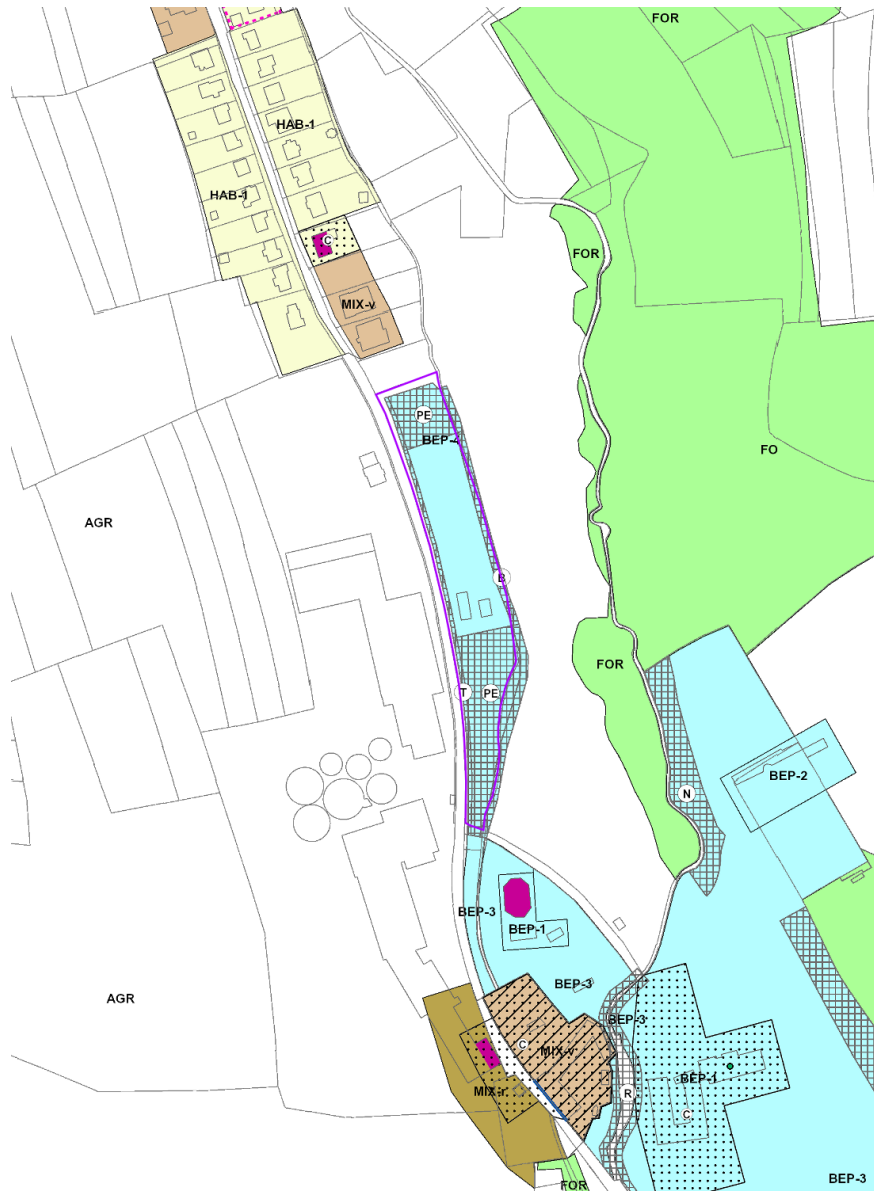 FOR
HAB-1
HAB-1
C
FOR
MIX-v
PE
BEP-4
FO
AGR
B
FOR
T
PE
BEP-2
N
BEP-3
BEP-1
BEP-3
AGR
BEP-3
C
MIX-v
BEP-1
MIX-r
R
C
BEP-3
FOR